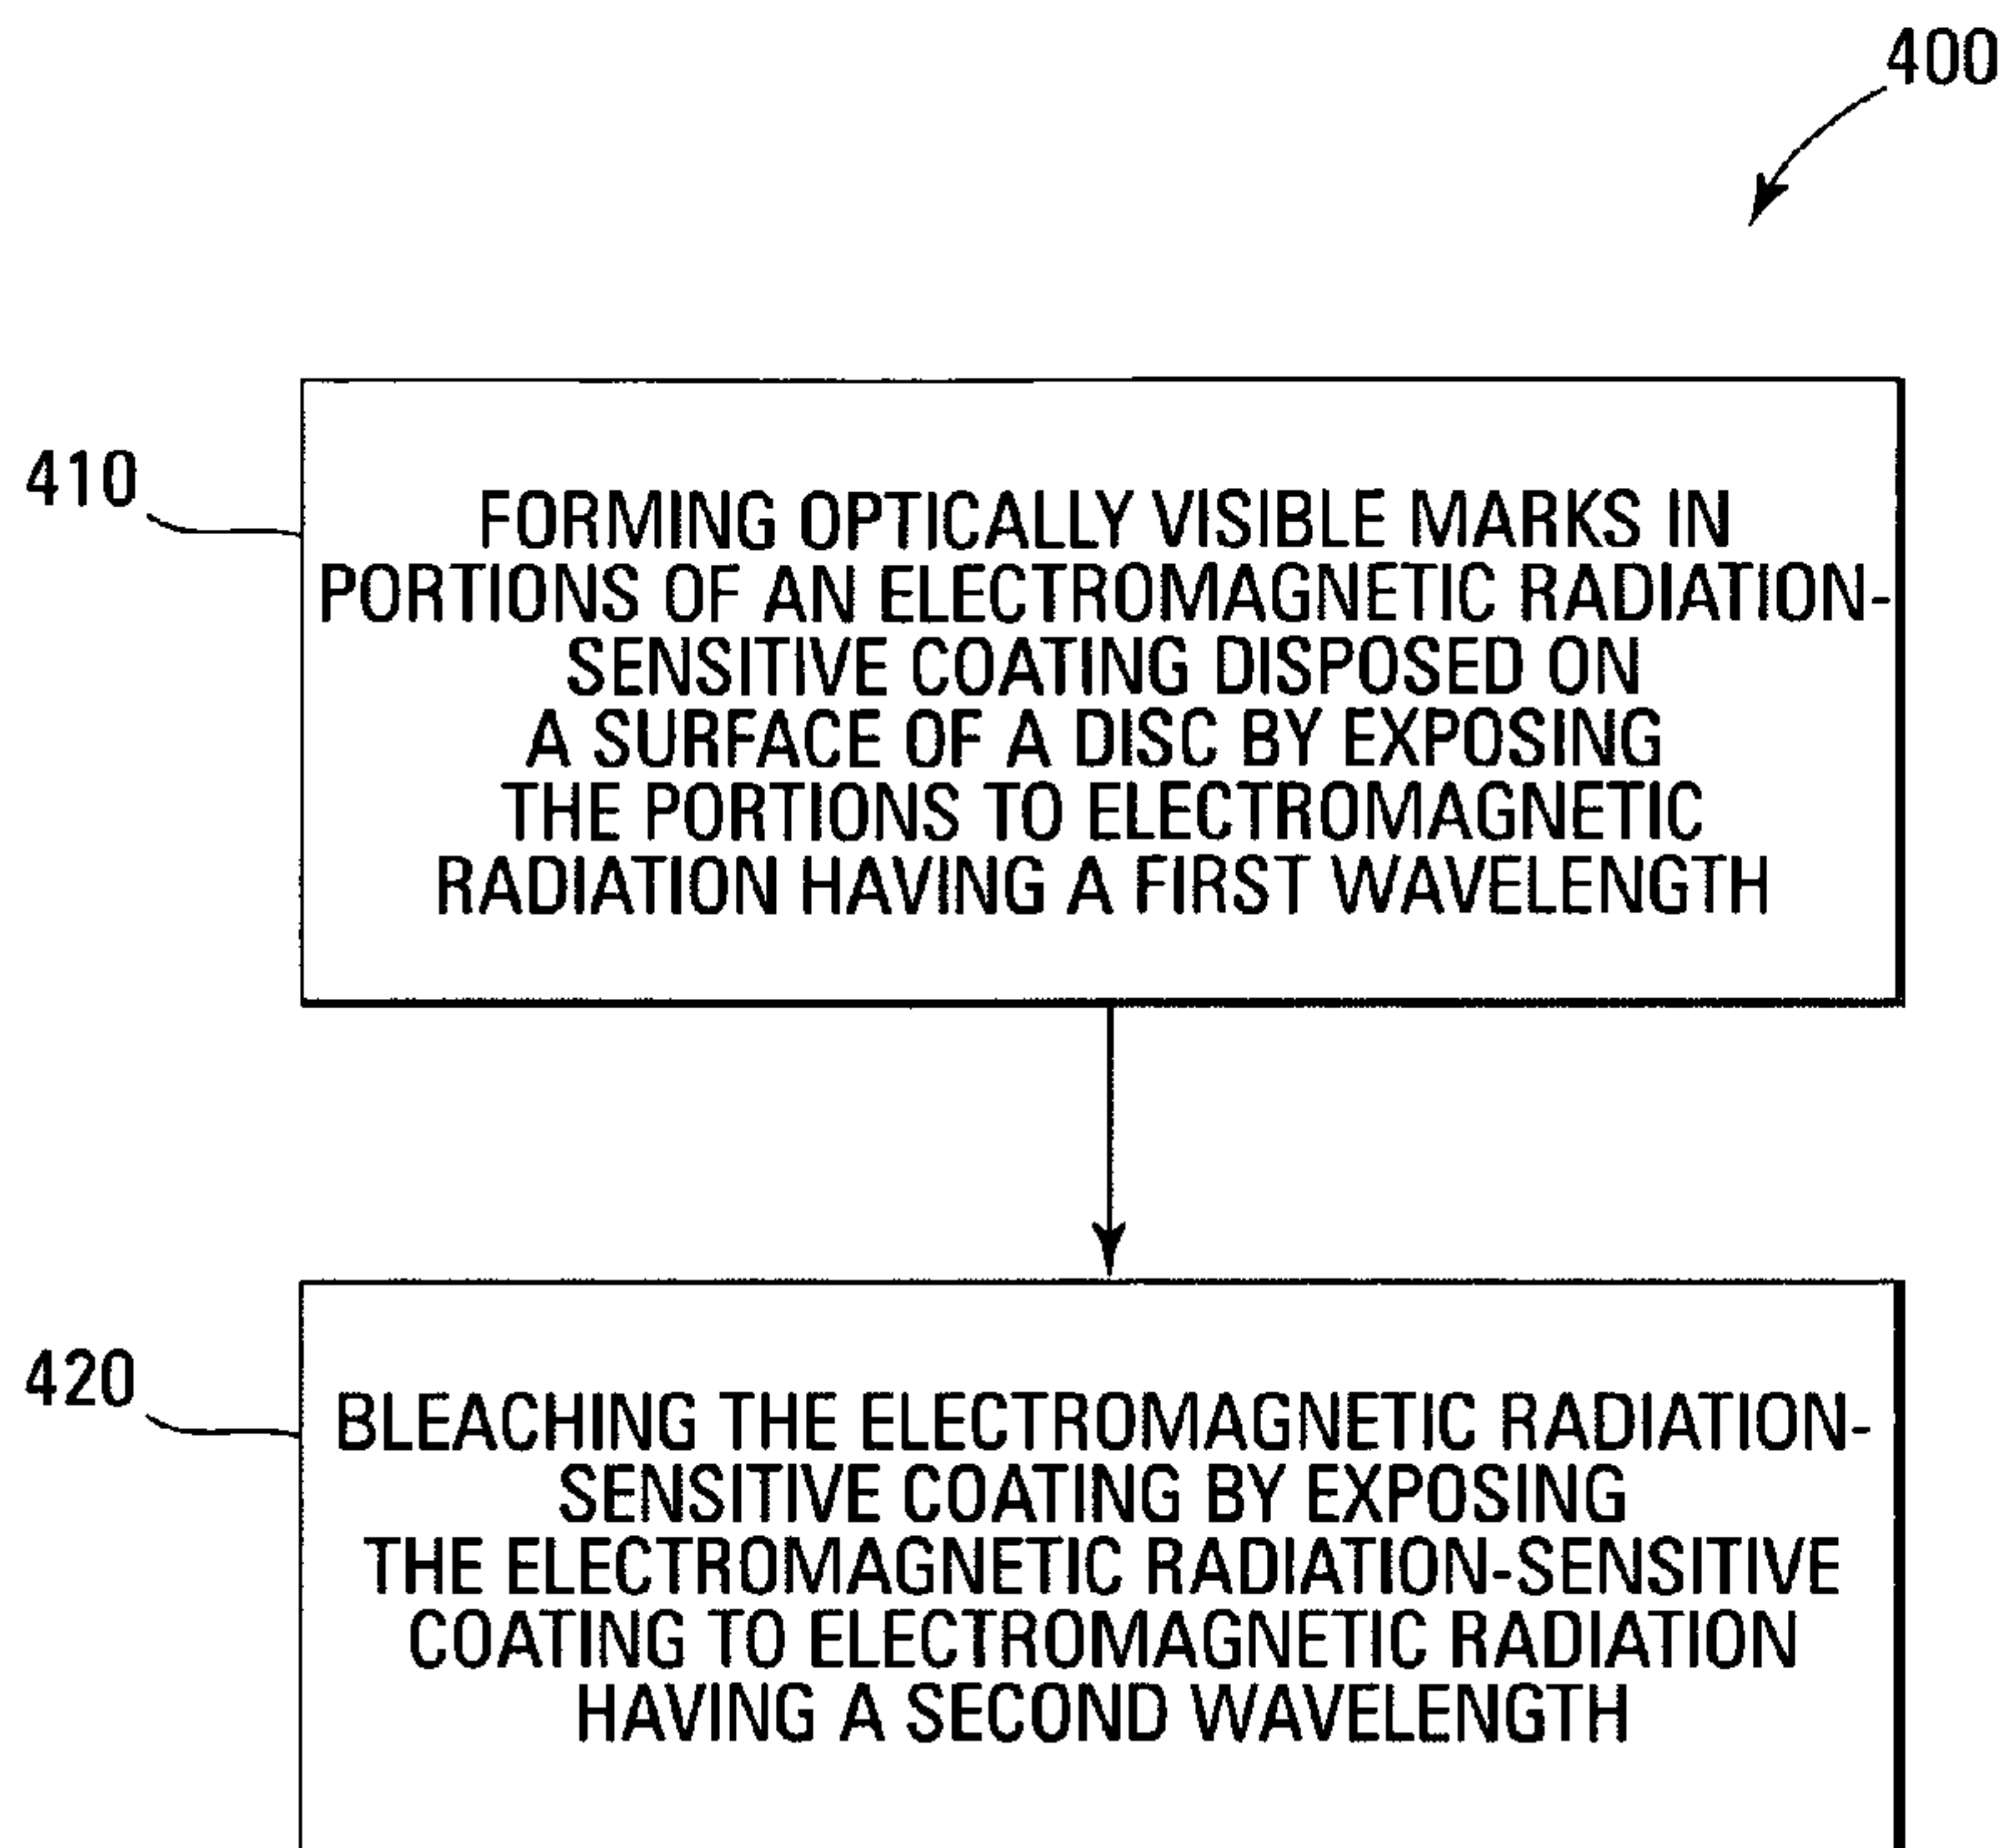 400
410
FORMING OPTICALLY VISIBLE MARKS IN
PORTIONS OF AN ELECTROMAGNETIC RADIATION-
SENSITIVE COATING DISPOSED ON
A SURFACE OF A DISC BY EXPOSING
THE PORTIONS TO ELECTROMAGNETIC
RADIATION HAVING A FIRST WAVELENGTH
420
BLEACHING THE ELECTROMAGNETIC RADIATION-
SENSITIVE COATING BY EXPOSING
THE ELECTROMAGNETIC RADIATION-SENSITIVE
COATING TO ELECTROMAGNETIC RADIATION
HAVING A SECOND WAVELENGTH